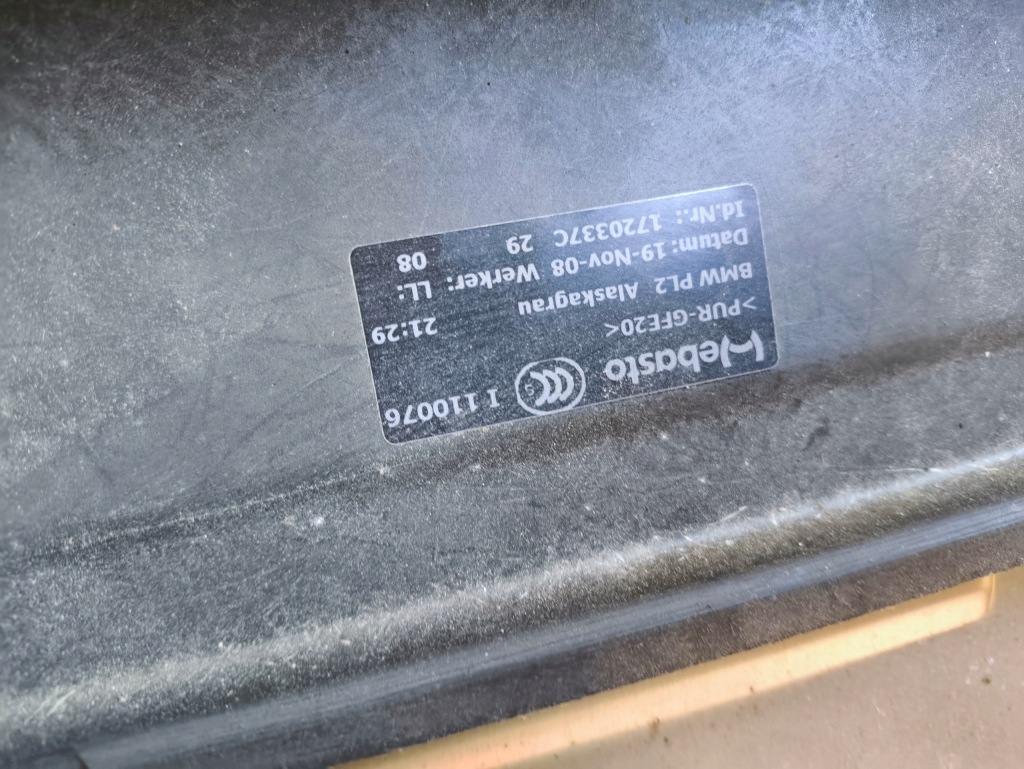 Webasto CCC S I 110076
>PUR-GFE20<
BMW PL2 Alaskagrau 21:29
Datum: 19-Nov-08 Werker: LL:
Id.Nr.: 1720337C 29 08